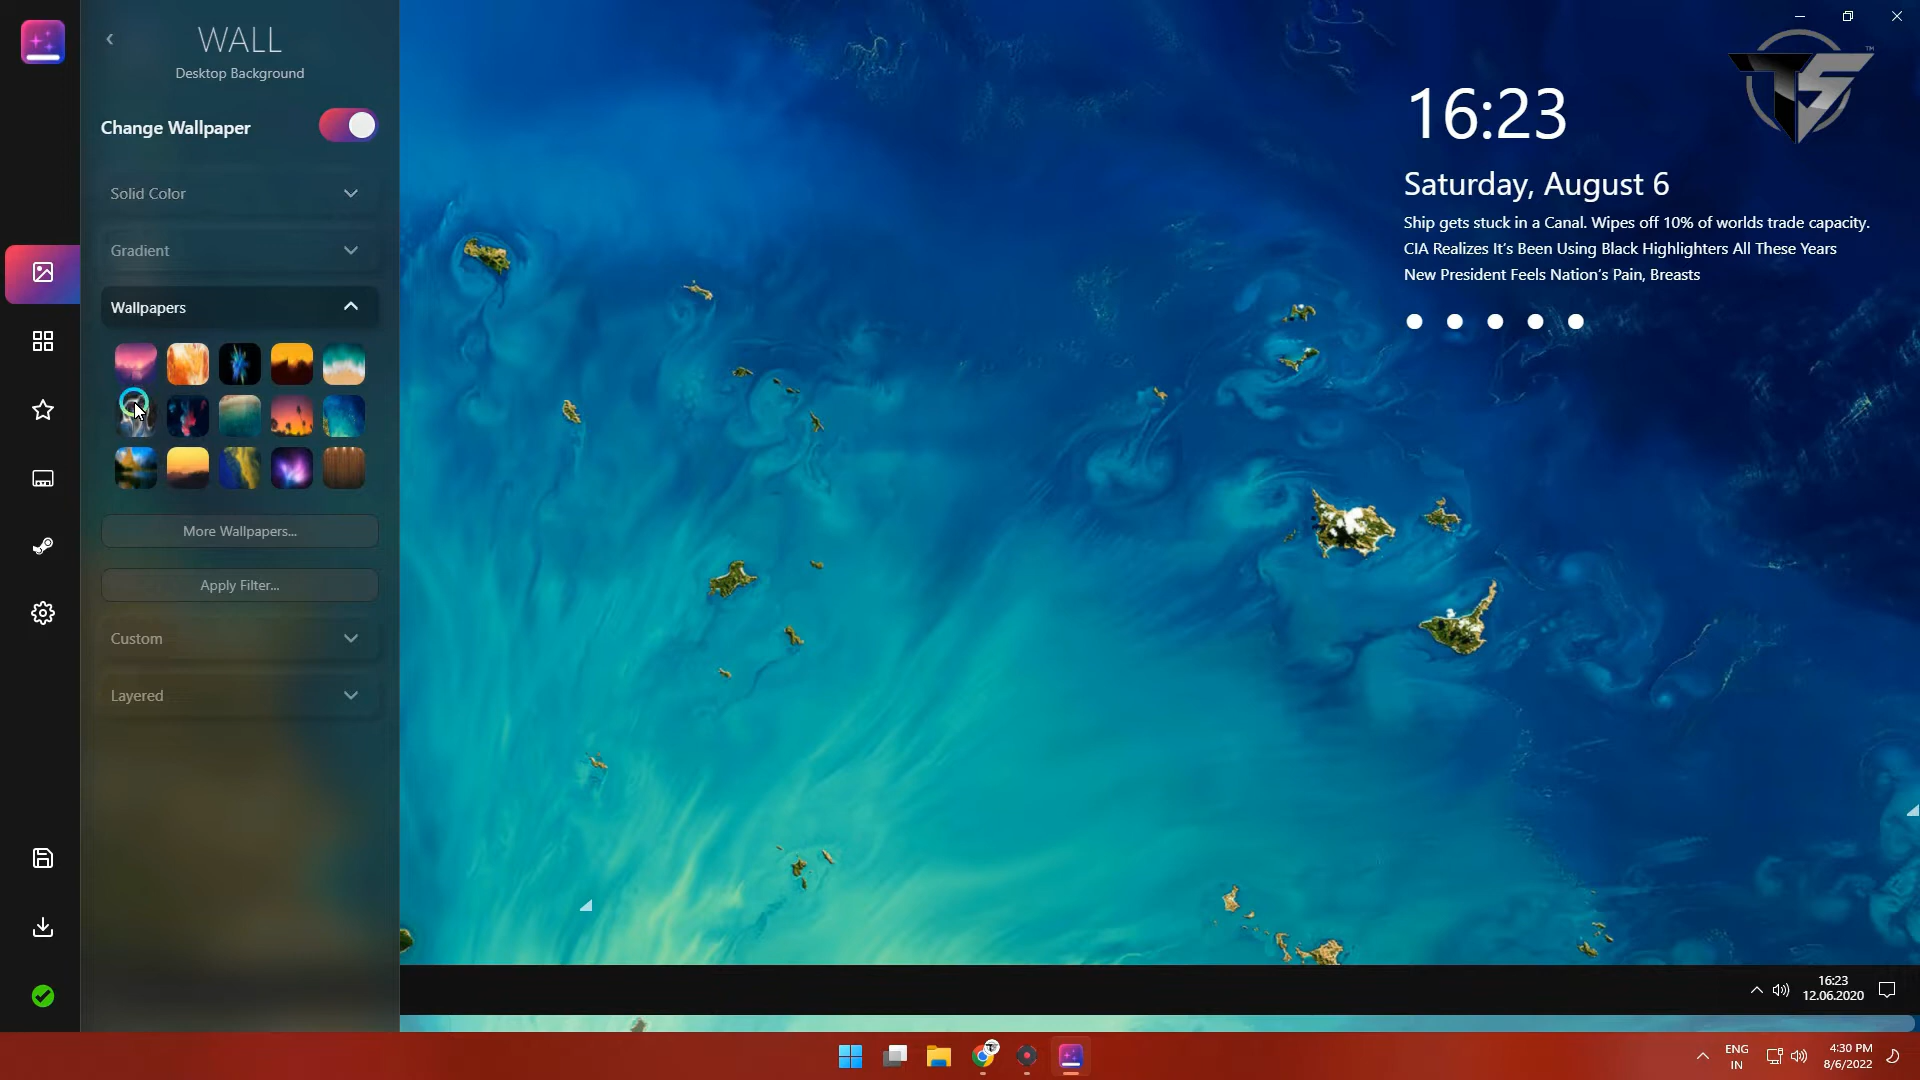 WALL
Desktop Background
Change Wallpaper
Solid Color
Gradient
Wallpapers
More Wallpapers...
Apply Filter...
Custom
Layered
TS
TM
16:23
Saturday, August 6
Ship gets stuck in a Canal. Wipes off 10% of worlds trade capacity.
CIA Realizes It's Been Using Black Highlighters All These Years
New President Feels Nation's Pain, Breasts
16:23
12.06.2020
ENG
IN
4:30 PM
8/6/2022